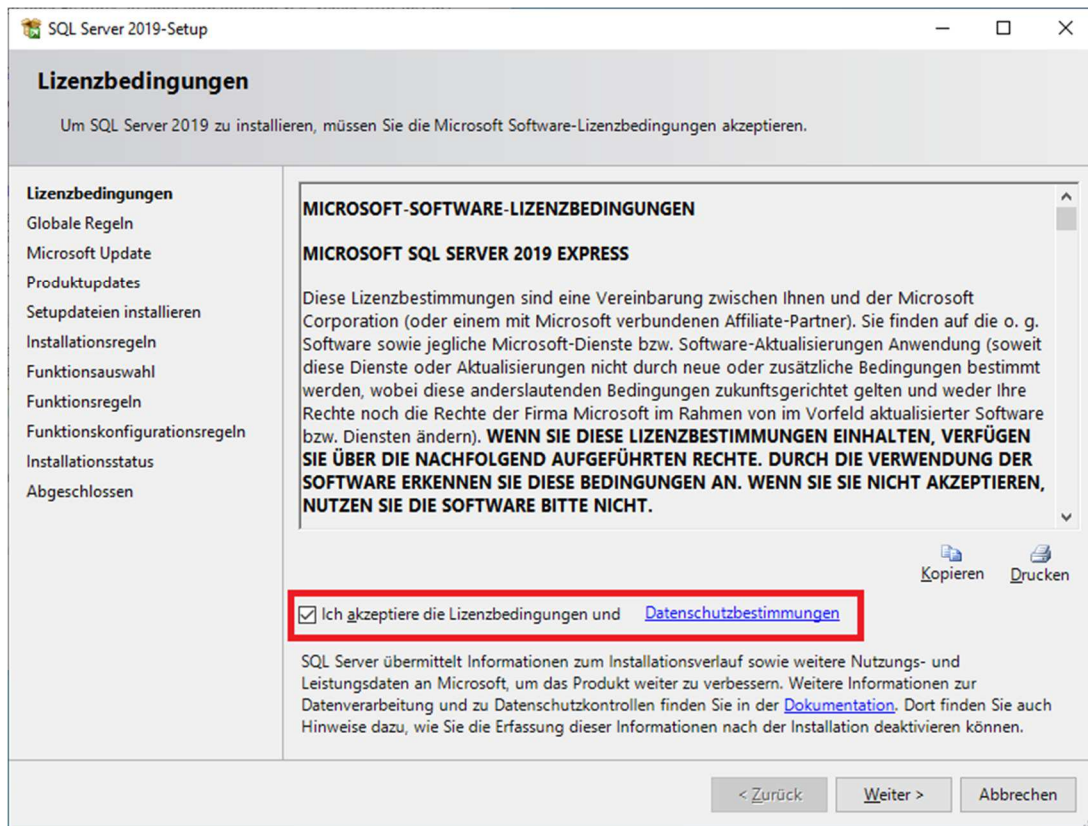 SQL Server 2019-Setup
Lizenzbedingungen
Um SQL Server 2019 zu installieren, müssen Sie die Microsoft Software-Lizenzbedingungen akzeptieren.
Lizenzbedingungen
Globale Regeln
Microsoft Update
Produktupdates
Setupdateien installieren
Installationsregeln
Funktionsauswahl
Funktionsregeln
Funktionskonfigurationsregeln
Installationsstatus
Abgeschlossen
MICROSOFT-SOFTWARE-LIZENZBEDINGUNGEN
MICROSOFT SQL SERVER 2019 EXPRESS
Diese Lizenzbestimmungen sind eine Vereinbarung zwischen Ihnen und der Microsoft
Corporation (oder einem mit Microsoft verbundenen Affiliate-Partner). Sie finden auf die o. g.
Software sowie jegliche Microsoft-Dienste bzw. Software-Aktualisierungen Anwendung (soweit
diese Dienste oder Aktualisierungen nicht durch neue oder zusätzliche Bedingungen bestimmt
werden, wobei diese anderslautenden Bedingungen zukunftsgerichtet gelten und weder Ihre
Rechte noch die Rechte der Firma Microsoft im Rahmen von im Vorfeld aktualisierter Software
bzw. Diensten ändern). WENN SIE DIESE LIZENZBESTIMMUNGEN EINHALTEN, VERFÜGEN
SIE ÜBER DIE NACHFOLGEND AUFGEFÜHRTEN RECHTE. DURCH DIE VERWENDUNG DER
SOFTWARE ERKENNEN SIE DIESE BEDINGUNGEN AN. WENN SIE SIE NICHT AKZEPTIEREN,
NUTZEN SIE DIE SOFTWARE BITTE NICHT.
Kopieren Drucken
Ich akzeptiere die Lizenzbedingungen und Datenschutzbestimmungen
SQL Server übermittelt Informationen zum Installationsverlauf sowie weitere Nutzungs- und
Leistungsdaten an Microsoft, um das Produkt weiter zu verbessern. Weitere Informationen zur
Datenverarbeitung und zu Datenschutzkontrollen finden Sie in der Dokumentation. Dort finden Sie auch
Hinweise dazu, wie Sie die Erfassung dieser Informationen nach der Installation deaktivieren können.
< Zurück Weiter > Abbrechen